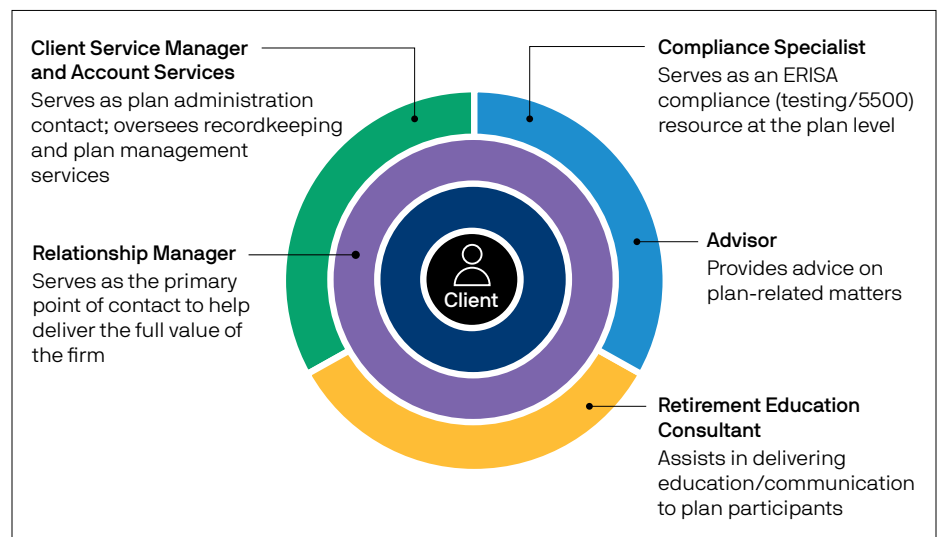 Client Service Manager
and Account Services
Serves as plan administration
contact; oversees recordkeeping
and plan management
services
Relationship Manager
Serves as the primary
point of contact to help
deliver the full value of
the firm
Client
Compliance Specialist
Serves as an ERISA
compliance (testing/5500)
resource at the plan level
Advisor
Provides advice on
plan-related matters
Retirement Education
Consultant
Assists in delivering
education/communication
to plan participants